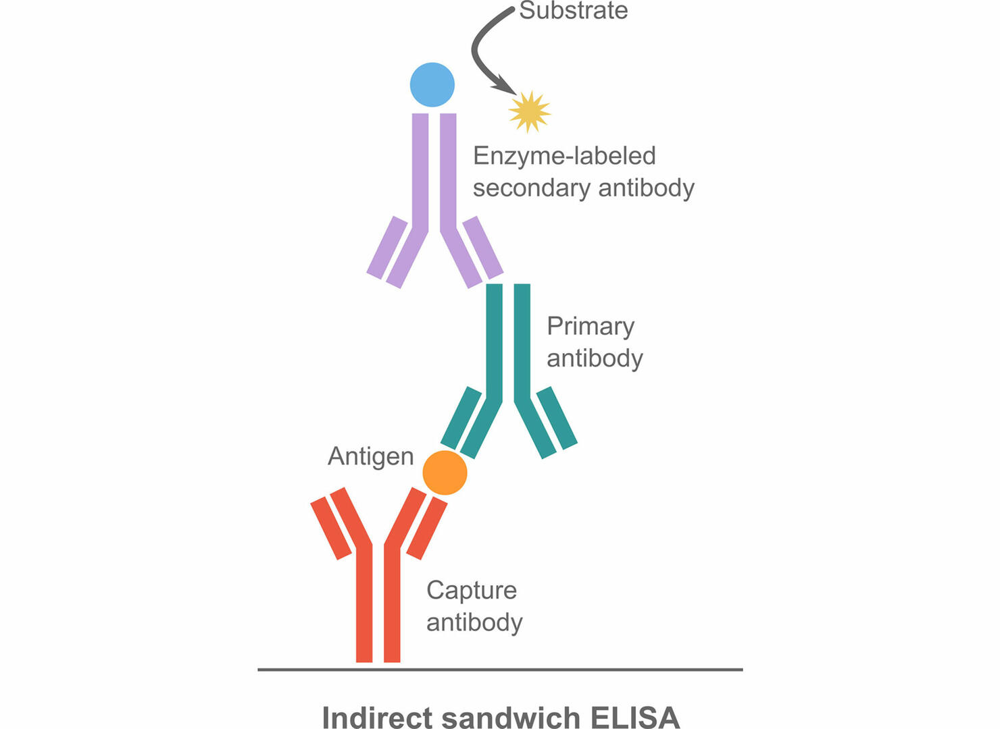 Substrate
Enzyme-labeled
secondary antibody
Primary
antibody
Antigen
Capture
antibody
Indirect sandwich ELISA